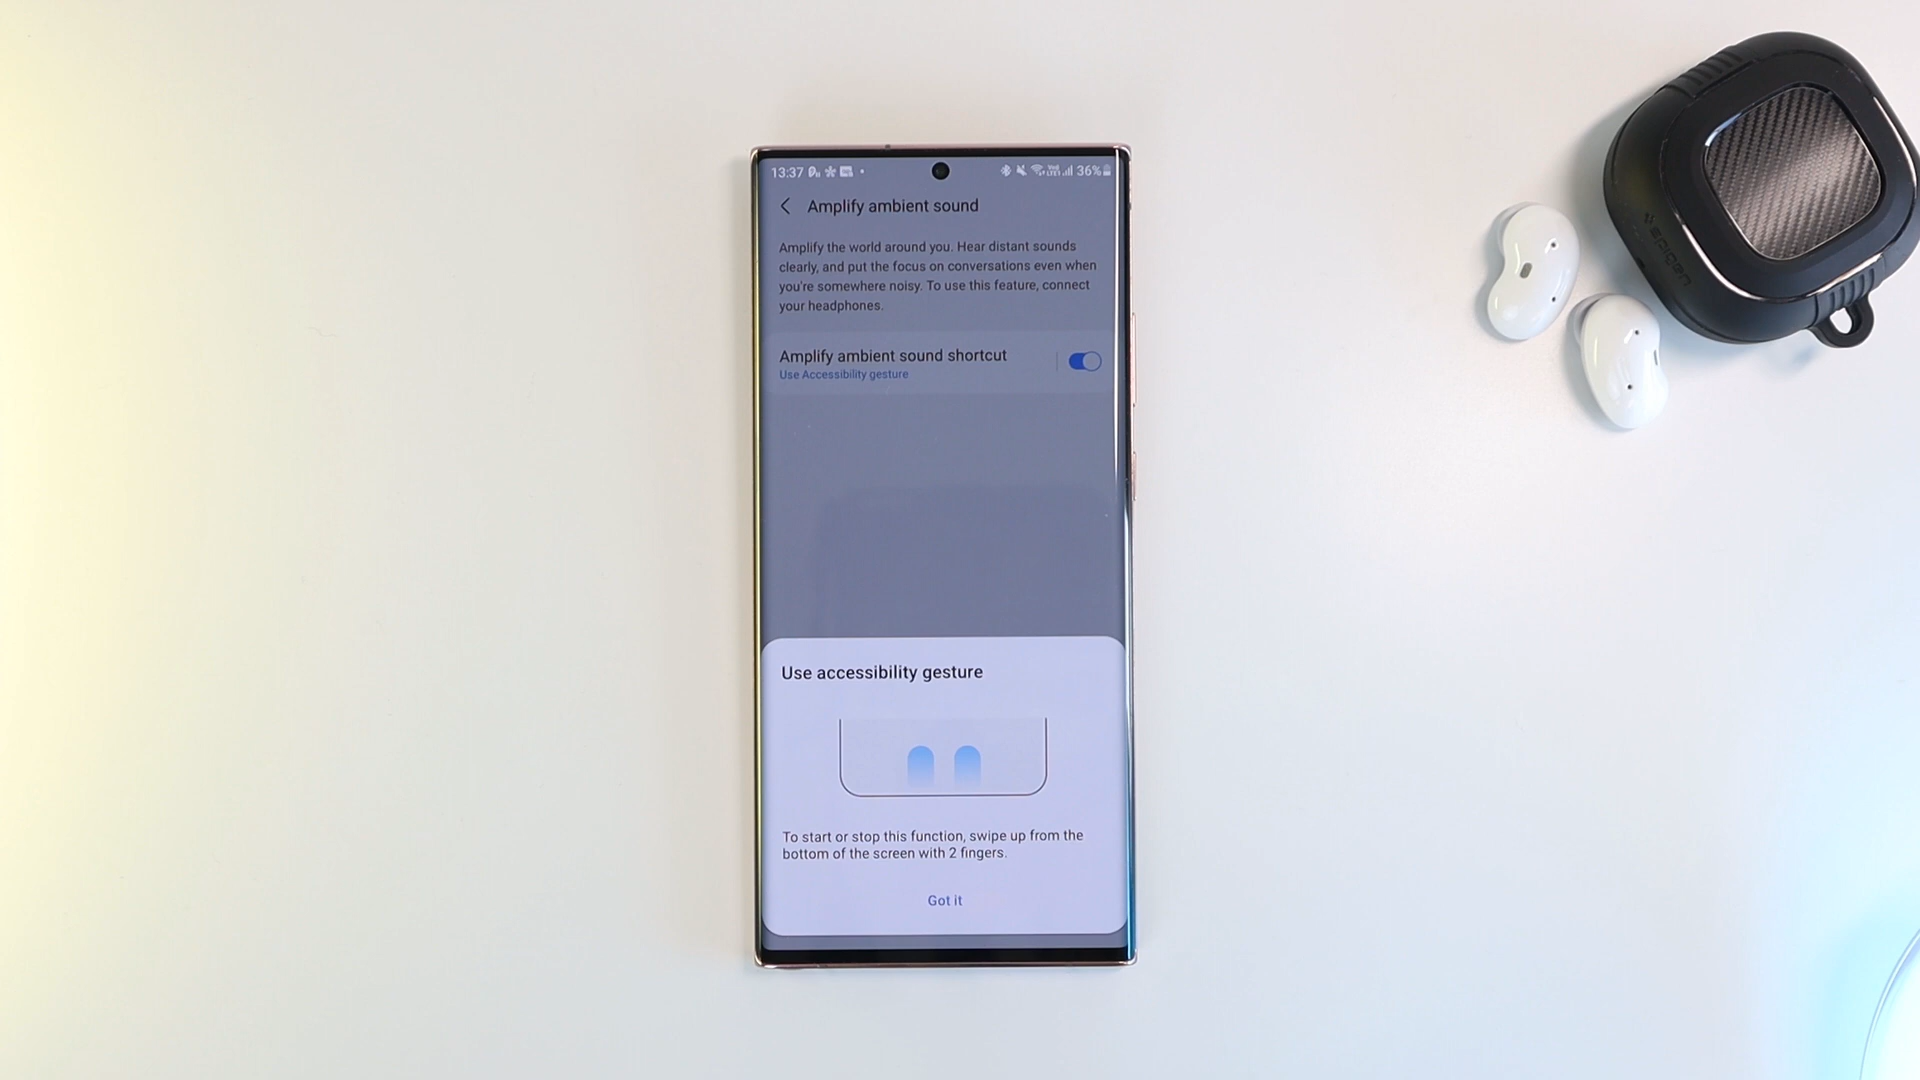 13:37 36%
Amplify ambient sound
Amplify the world around you. Hear distant sounds
clearly, and put the focus on conversations even when
you're somewhere noisy. To use this feature, connect
your headphones.
Amplify ambient sound shortcut
Use Accessibility gesture
Use accessibility gesture
To start or stop this function, swipe up from the
bottom of the screen with 2 fingers.
Got it
spigen